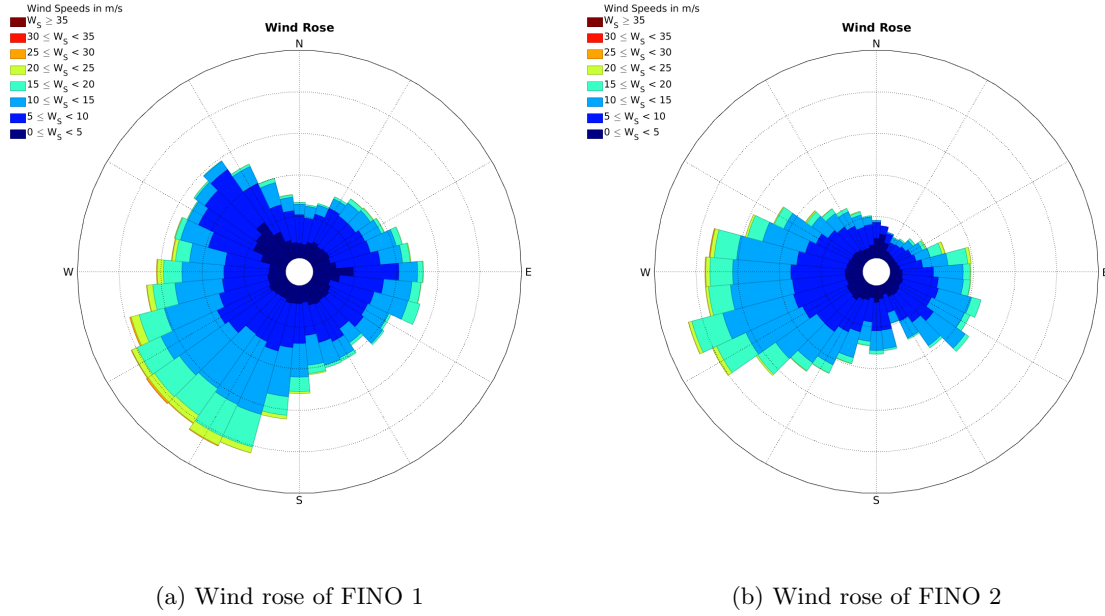 Wind Speeds in m/s
W_S ≥ 35
30 ≤ W_S < 35
25 ≤ W_S < 30
20 ≤ W_S < 25
15 ≤ W_S < 20
10 ≤ W_S < 15
5 ≤ W_S < 10
0 ≤ W_S < 5
Wind Rose
N
W
E
S
(a) Wind rose of FINO 1
Wind Speeds in m/s
W_S ≥ 35
30 ≤ W_S < 35
25 ≤ W_S < 30
20 ≤ W_S < 25
15 ≤ W_S < 20
10 ≤ W_S < 15
5 ≤ W_S < 10
0 ≤ W_S < 5
Wind Rose
N
W
E
S
(b) Wind rose of FINO 2